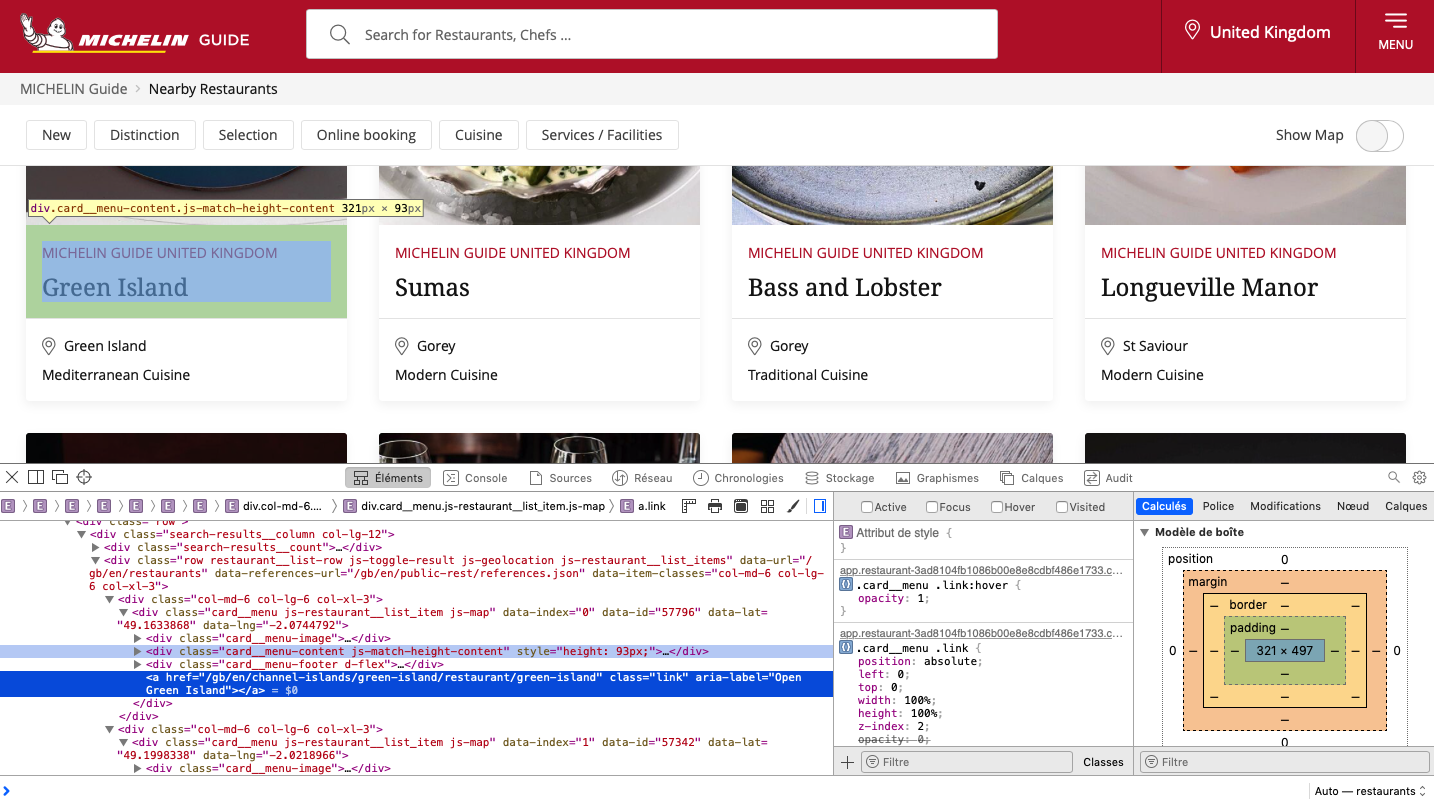 MICHELIN GUIDE
Search for Restaurants, Chefs ...
United Kingdom
MENU
MICHELIN Guide › Nearby Restaurants
New
Distinction
Selection
Online booking
Cuisine
Services / Facilities
Show Map
div.card__menu-content.js-match-height-content 321px × 93px
MICHELIN GUIDE UNITED KINGDOM
Green Island
Green Island
Mediterranean Cuisine
MICHELIN GUIDE UNITED KINGDOM
Sumas
Gorey
Modern Cuisine
MICHELIN GUIDE UNITED KINGDOM
Bass and Lobster
Gorey
Traditional Cuisine
MICHELIN GUIDE UNITED KINGDOM
Longueville Manor
St Saviour
Modern Cuisine
Éléments
Console
Sources
Réseau
Chronologies
Stockage
Graphismes
Calques
Audit
E E E E E E E E div.col-md-6.... E div.card__menu.js-restaurant__list_item.js-map E a.link
<div class="row">
<div class="search-results__column col-lg-12">
<div class="search-results__count">…</div>
<div class="row restaurant__list-row js-toggle-result js-geolocation js-restaurant__list_items" data-url="/
gb/en/restaurants" data-references-url="/gb/en/public-rest/references.json" data-item-classes="col-md-6 col-lg-
6 col-xl-3">
<div class="col-md-6 col-lg-6 col-xl-3">
<div class="card__menu js-restaurant__list_item js-map" data-index="0" data-id="57796" data-lat=
"49.1633868" data-lng="-2.0744792">
<div class="card__menu-image">…</div>
<div class="card__menu-content js-match-height-content" style="height: 93px;">…</div>
<div class="card__menu-footer d-flex">…</div>
<a href="/gb/en/channel-islands/green-island/restaurant/green-island" class="link" aria-label="Open
Green Island"></a> = $0
</div>
</div>
<div class="col-md-6 col-lg-6 col-xl-3">
<div class="card__menu js-restaurant__list_item js-map" data-index="1" data-id="57342" data-lat=
"49.1998338" data-lng="-2.0218966">
<div class="card__menu-image">…</div>
Active
Focus
Hover
Visited
E Attribut de style {
}
app.restaurant-3ad8104fb1086b00e8e8cdbf486e1733.c...
.card__menu .link:hover {
opacity: 1;
}
app.restaurant-3ad8104fb1086b00e8e8cdbf486e1733.c...
.card__menu .link {
position: absolute;
left: 0;
top: 0;
width: 100%;
height: 100%;
z-index: 2;
opacity: 0;
Filtre
Classes
Calculés
Police
Modifications
Nœud
Calques
Modèle de boîte
position 0
margin –
– border – –
padding –
0 – – – 321 × 497 – – – 0
–
– – –
–
0
Filtre
Auto — restaurants